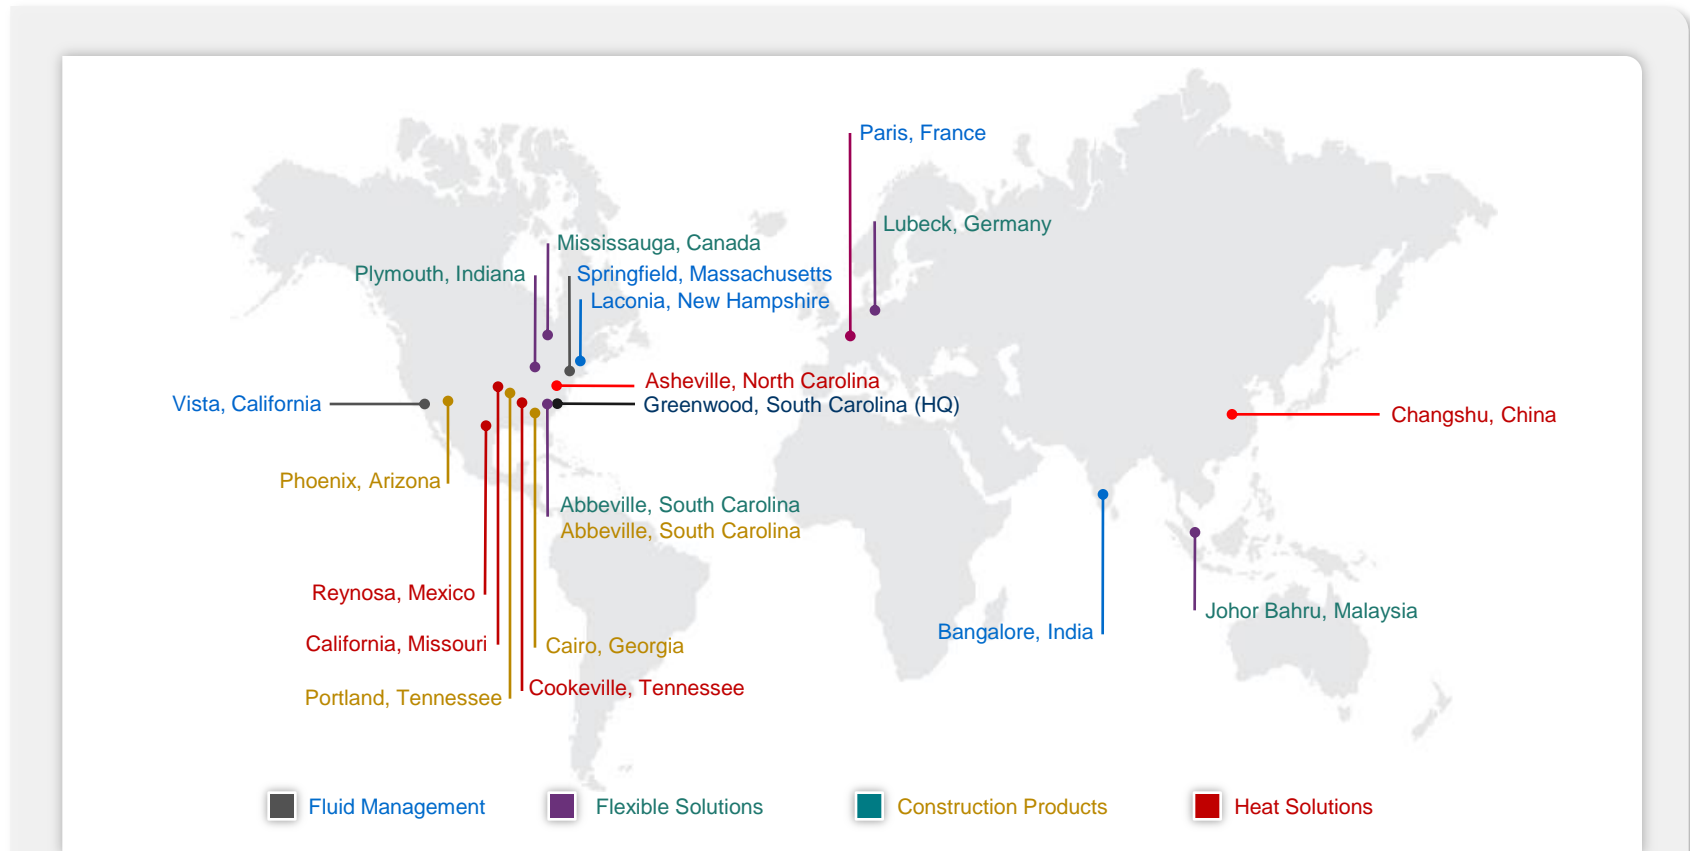 Paris, France
Lubeck, Germany
Mississauga, Canada
Plymouth, Indiana
Springfield, Massachusetts
Laconia, New Hampshire
Asheville, North Carolina
Vista, California
Greenwood, South Carolina (HQ)
Changshu, China
Phoenix, Arizona
Abbeville, South Carolina
Abbeville, South Carolina
Reynosa, Mexico
Johor Bahru, Malaysia
Bangalore, India
California, Missouri
Cairo, Georgia
Cookeville, Tennessee
Portland, Tennessee
Fluid Management
Flexible Solutions
Construction Products
Heat Solutions